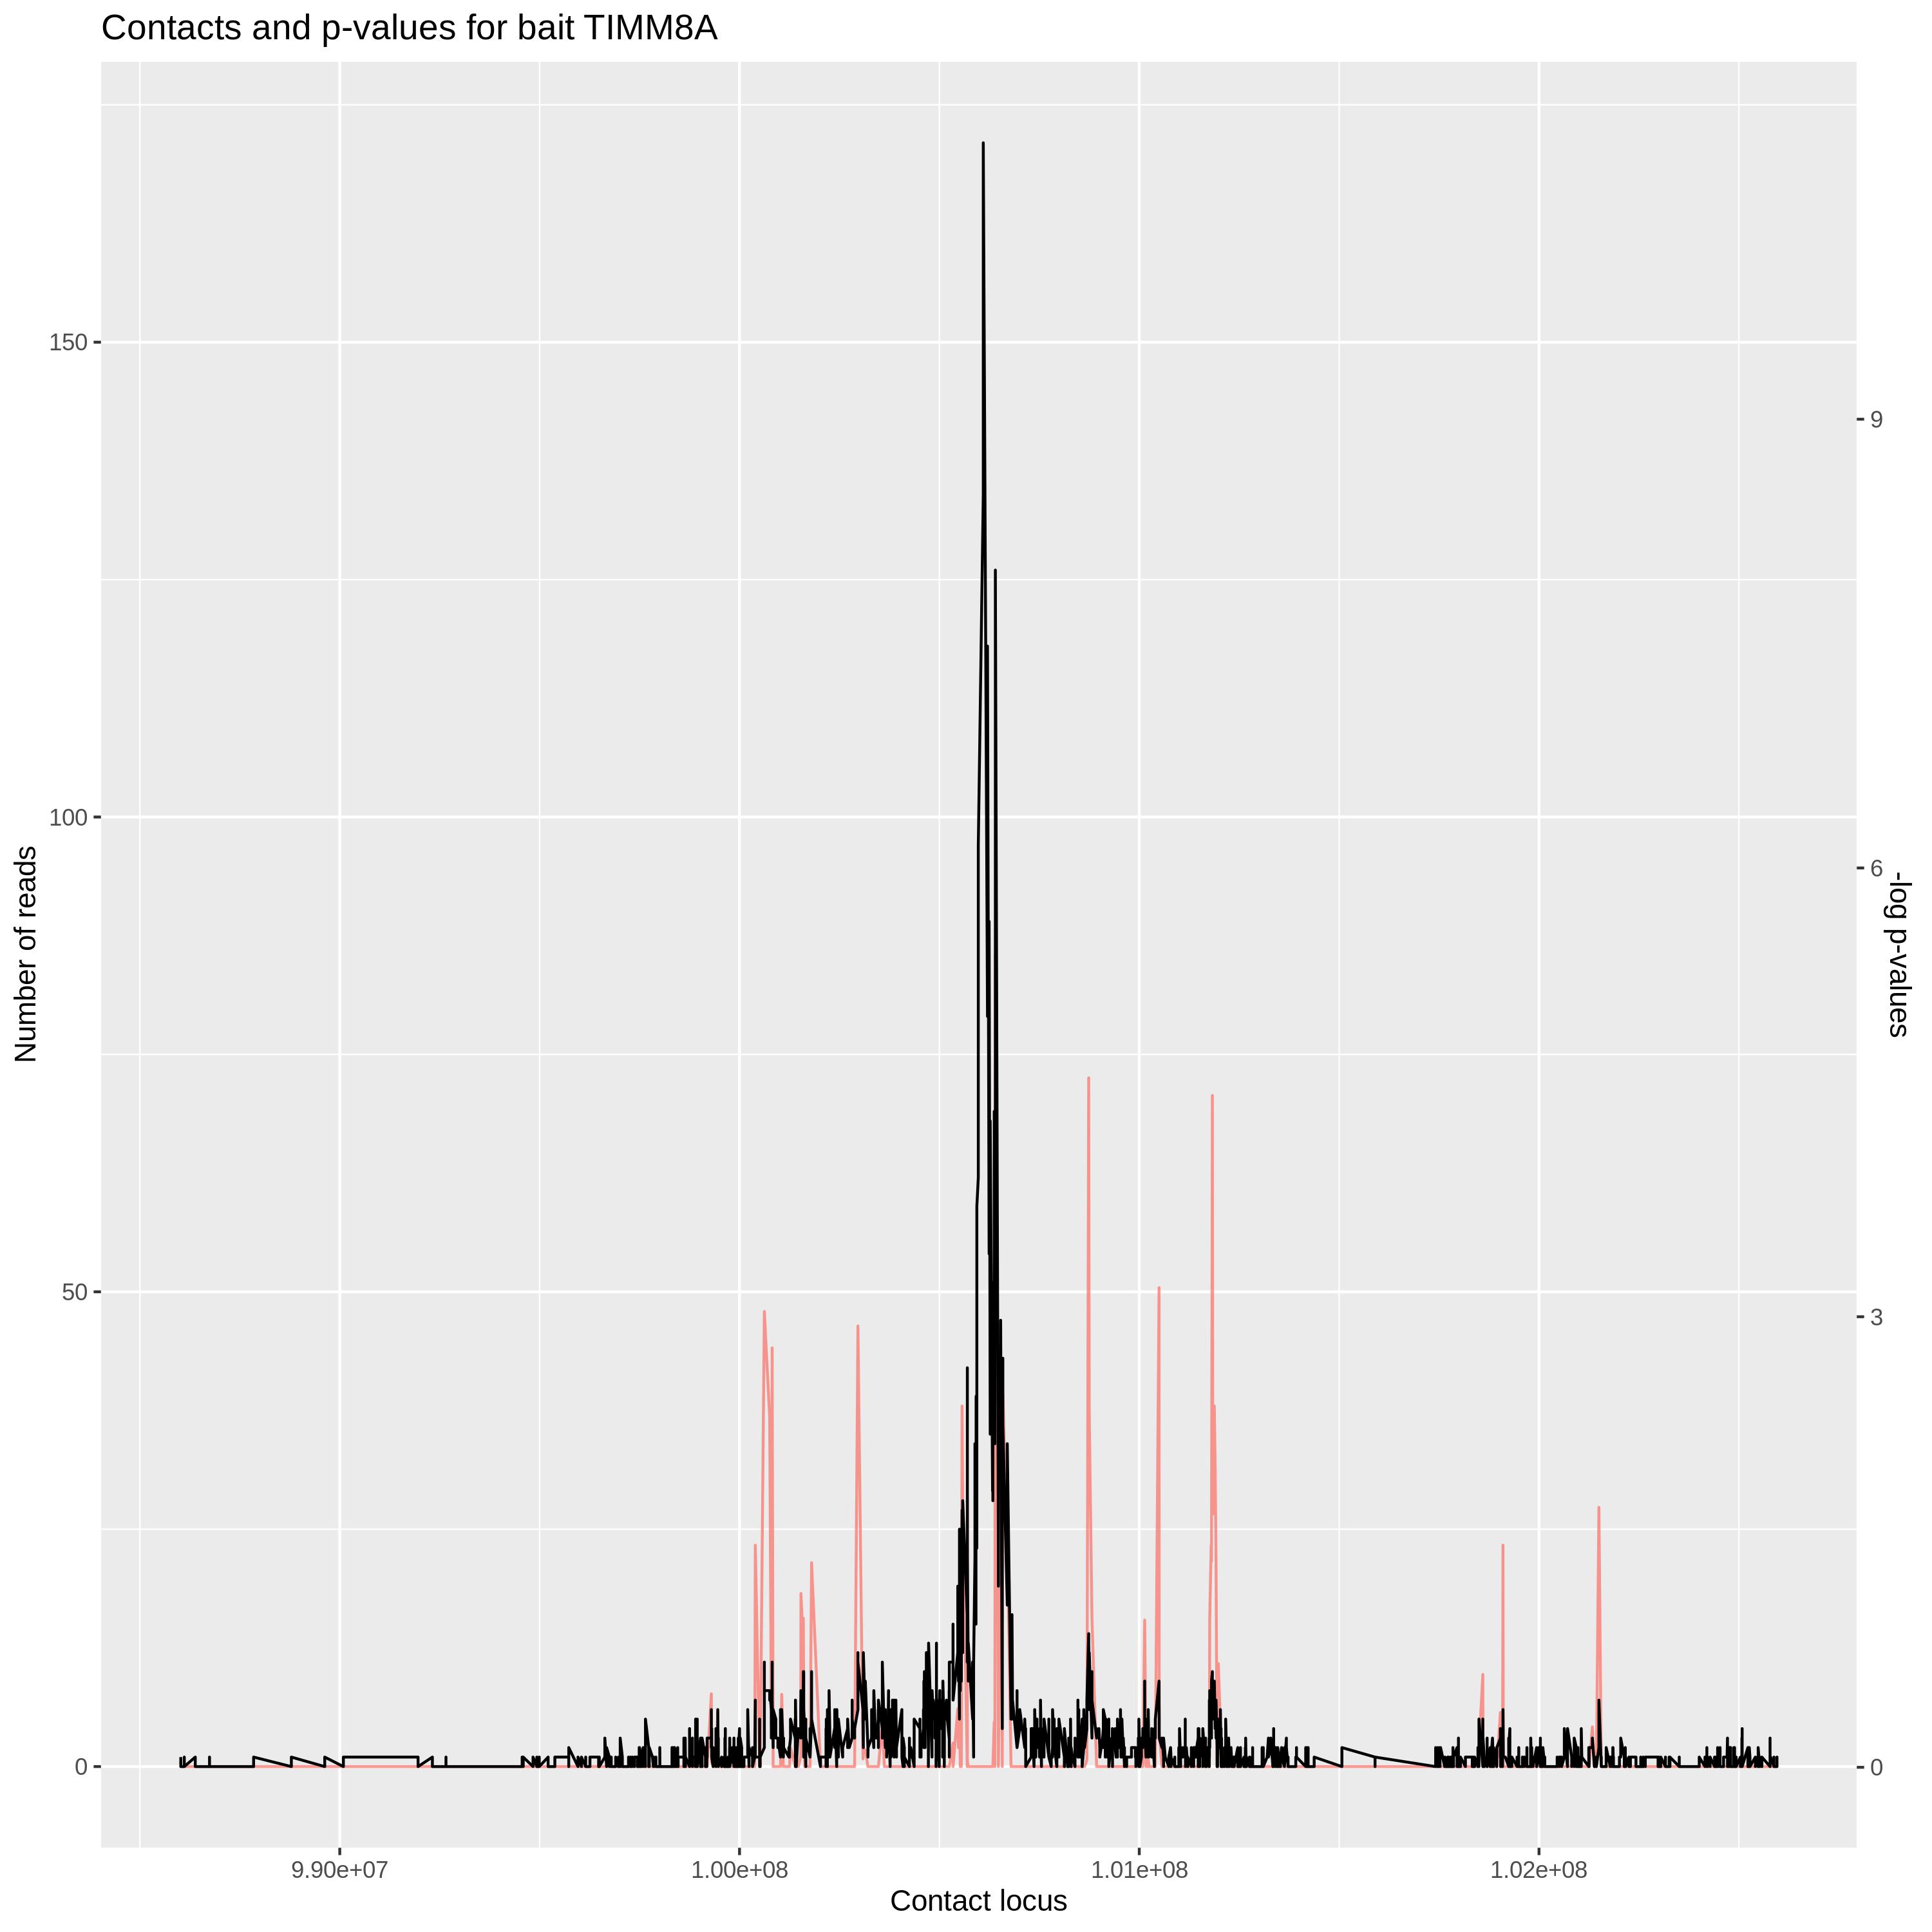 Contacts and p-values for bait TIMM8A
150
100
50
0
Number of reads
9
6
3
0
-log p-values
9.90e+07
1.00e+08
1.01e+08
1.02e+08
Contact locus